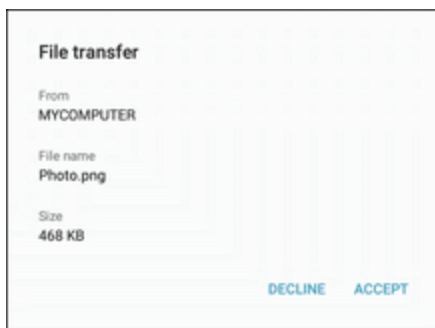 File transfer
From
MYCOMPUTER
File name
Photo.png
Size
468 KB
DECLINE ACCEPT